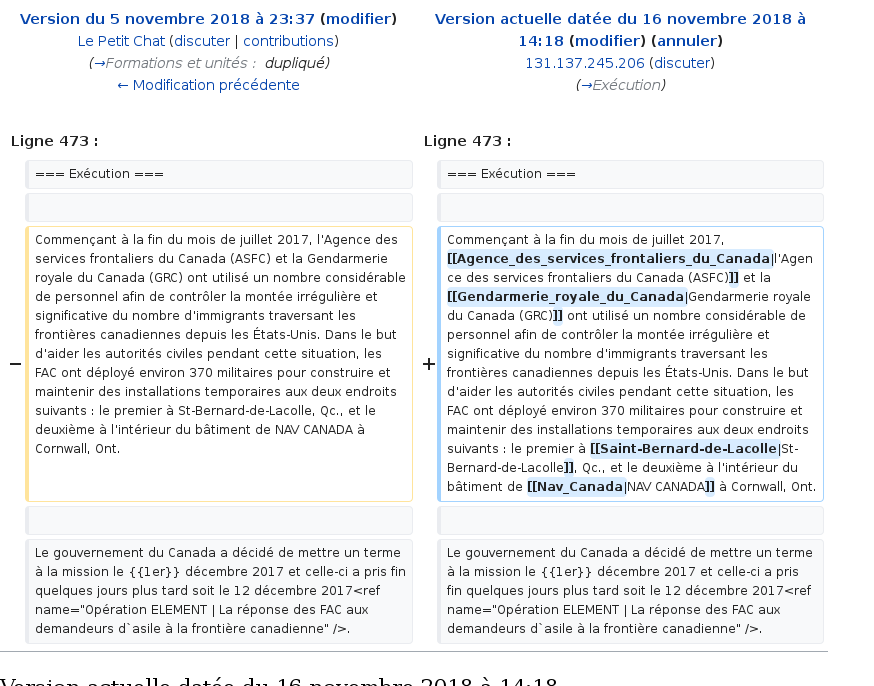 Version du 5 novembre 2018 à 23:37 (modifier)
Le Petit Chat (discuter | contributions)
(→Formations et unités : dupliqué)
← Modification précédente
Version actuelle datée du 16 novembre 2018 à
14:18 (modifier) (annuler)
131.137.245.206 (discuter)
(→Exécution)
Ligne 473 :
Ligne 473 :
=== Exécution ===
=== Exécution ===
−
Commençant à la fin du mois de juillet 2017, l'Agence des
services frontaliers du Canada (ASFC) et la Gendarmerie
royale du Canada (GRC) ont utilisé un nombre considérable
de personnel afin de contrôler la montée irrégulière et
significative du nombre d'immigrants traversant les
frontières canadiennes depuis les États-Unis. Dans le but
d'aider les autorités civiles pendant cette situation, les
FAC ont déployé environ 370 militaires pour construire et
maintenir des installations temporaires aux deux endroits
suivants : le premier à St-Bernard-de-Lacolle, Qc., et le
deuxième à l'intérieur du bâtiment de NAV CANADA à
Cornwall, Ont.
+
Commençant à la fin du mois de juillet 2017,
[[Agence_des_services_frontaliers_du_Canada|l'Agen
ce des services frontaliers du Canada (ASFC)]] et la
[[Gendarmerie_royale_du_Canada|Gendarmerie royale
du Canada (GRC)]] ont utilisé un nombre considérable de
personnel afin de contrôler la montée irrégulière et
significative du nombre d'immigrants traversant les
frontières canadiennes depuis les États-Unis. Dans le but
d'aider les autorités civiles pendant cette situation, les
FAC ont déployé environ 370 militaires pour construire et
maintenir des installations temporaires aux deux endroits
suivants : le premier à [[Saint-Bernard-de-Lacolle|St-
Bernard-de-Lacolle]], Qc., et le deuxième à l'intérieur du
bâtiment de [[Nav_Canada|NAV CANADA]] à Cornwall, Ont.
Le gouvernement du Canada a décidé de mettre un terme
à la mission le {{1er}} décembre 2017 et celle-ci a pris fin
quelques jours plus tard soit le 12 décembre 2017<ref
name="Opération ELEMENT | La réponse des FAC aux
demandeurs d`asile à la frontière canadienne" />.
Le gouvernement du Canada a décidé de mettre un terme
à la mission le {{1er}} décembre 2017 et celle-ci a pris
fin quelques jours plus tard soit le 12 décembre 2017<ref
name="Opération ELEMENT | La réponse des FAC aux
demandeurs d`asile à la frontière canadienne" />.
Version actuelle datée du 16 novembre 2018 à 14:18